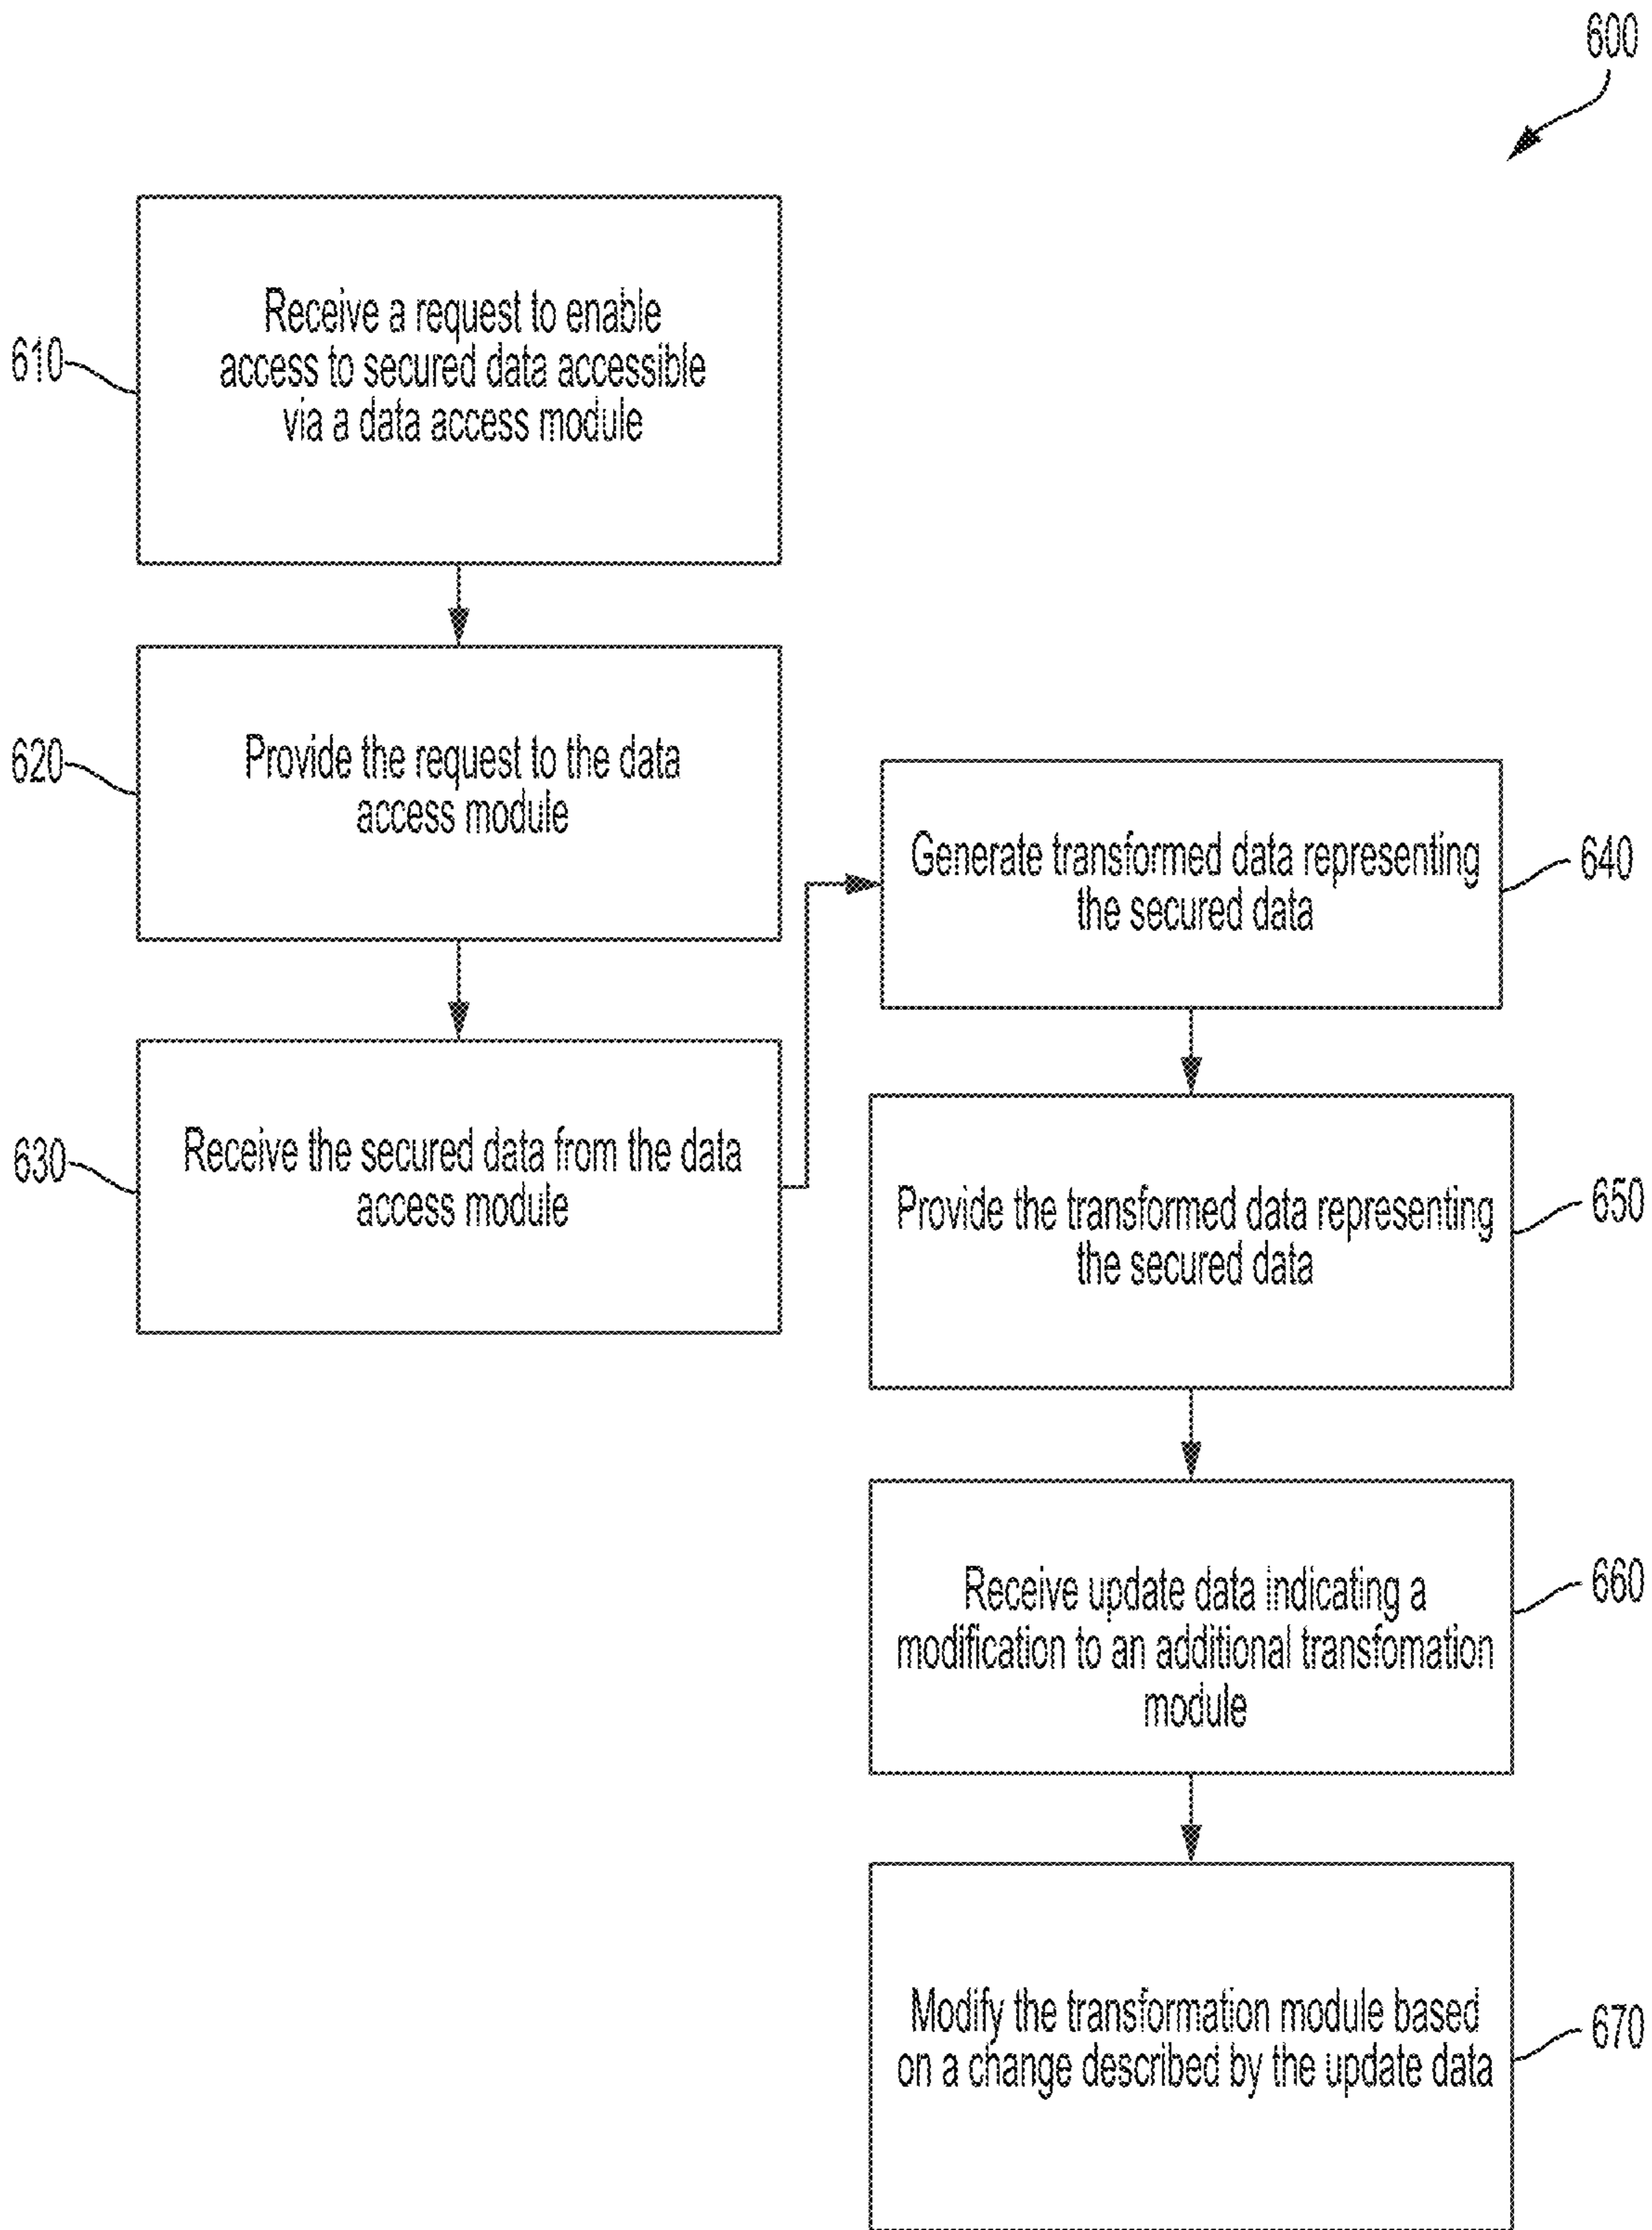 600
610
Receive a request to enable
access to secured data accessible
via a data access module
620
Provide the request to the data
access module
630
Receive the secured data from the data
access module
Generate transformed data representing
the secured data
640
Provide the transformed data representing
the secured data
650
Receive update data indicating a
modification to an additional transfomation
module
660
Modify the transformation module based
on a change described by the update data
670